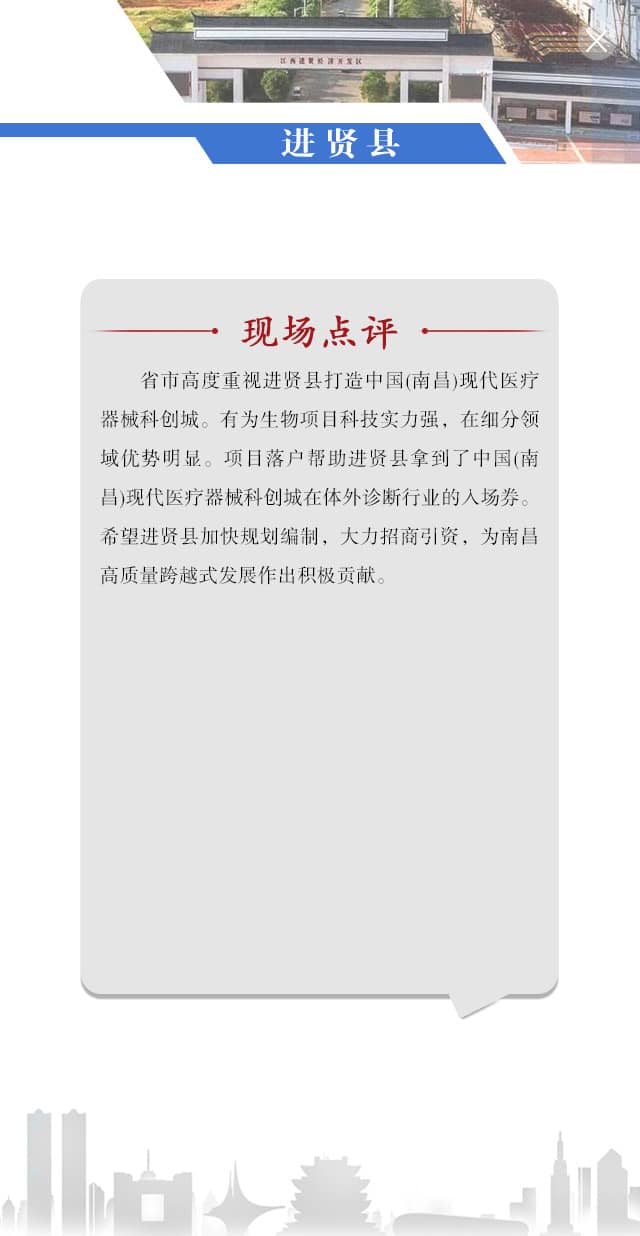 江西进贤经济开发区
进贤县
现场点评
省市高度重视进贤县打造中国(南昌)现代医疗
器械科创城。有为生物项目科技实力强，在细分领
域优势明显。项目落户帮助进贤县拿到了中国(南
昌)现代医疗器械科创城在体外诊断行业的入场券。
希望进贤县加快规划编制，大力招商引资，为南昌
高质量跨越式发展作出积极贡献。